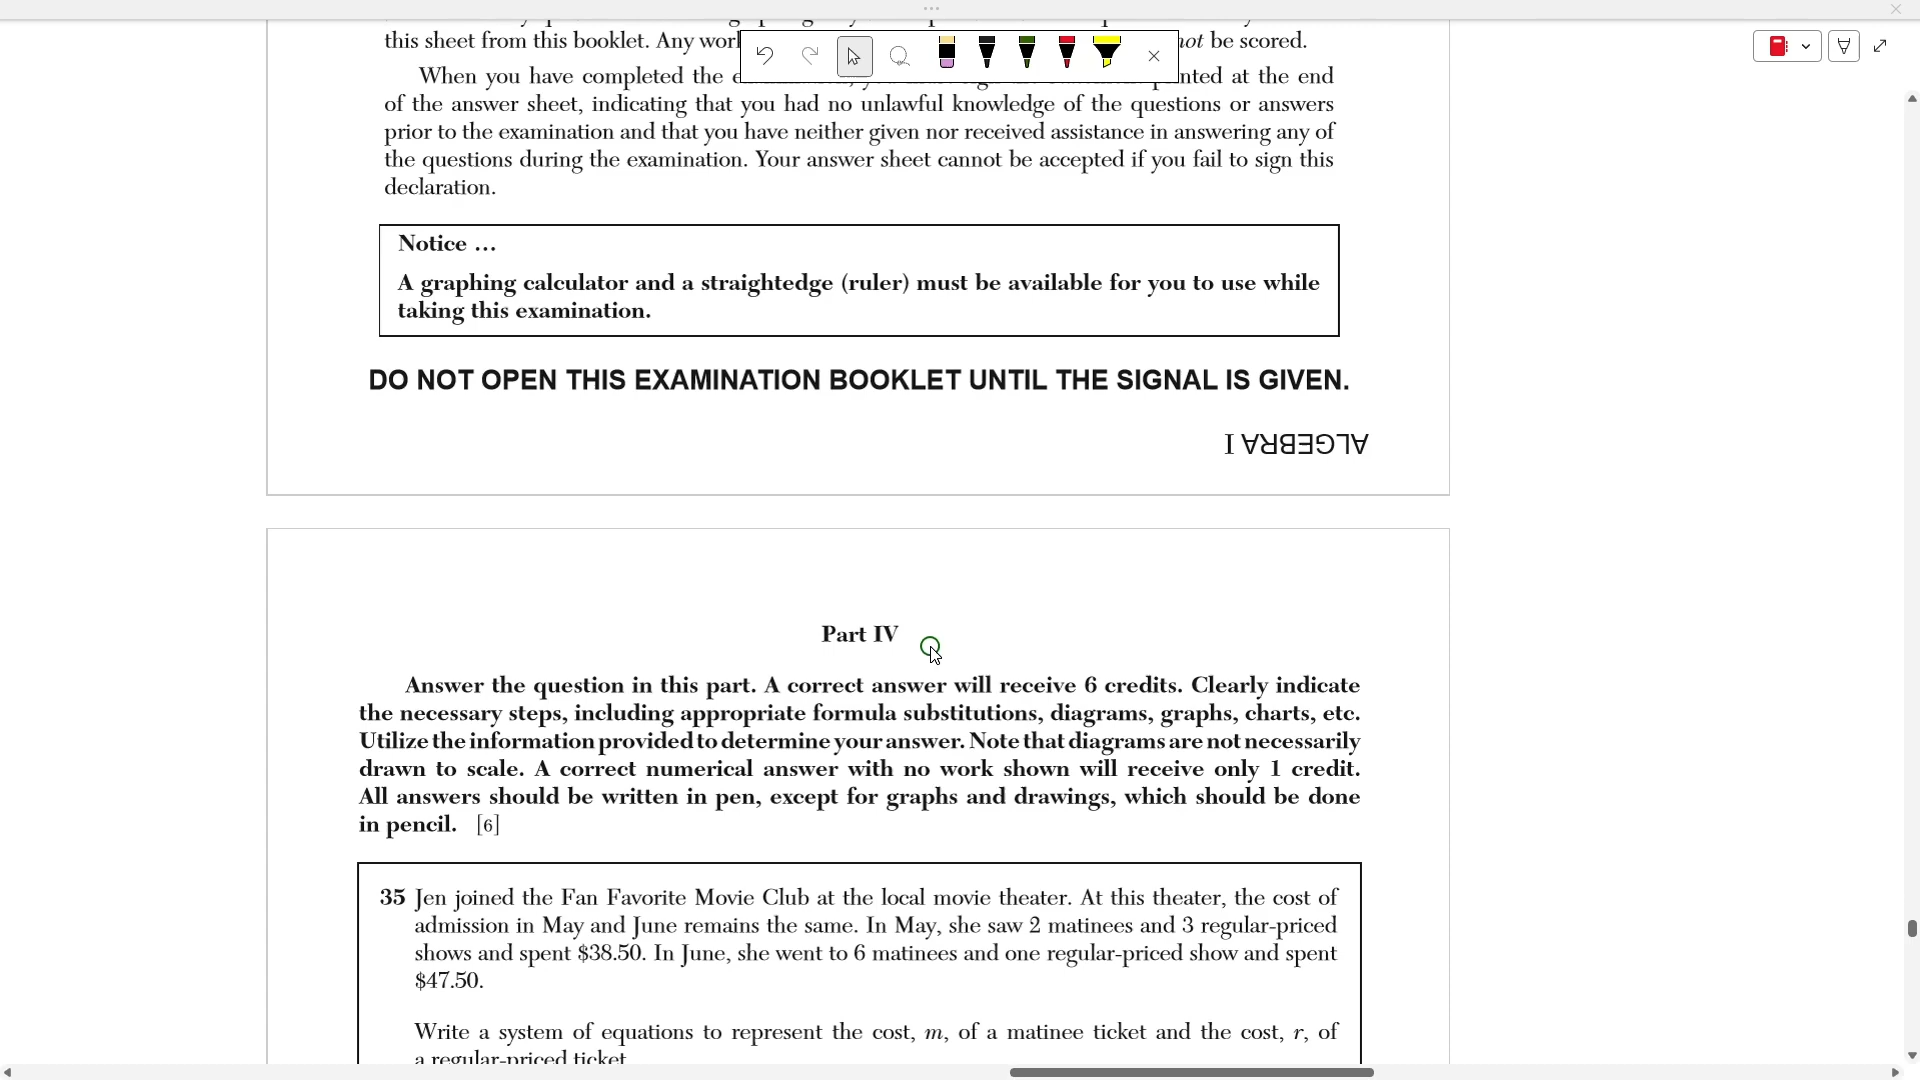 this sheet from this booklet. Any
not be scored.
When you have completed the
at the end
of the answer sheet, indicating that you had no unlawful knowledge of the questions or answers
prior to the examination and that you have neither given nor received assistance in answering any of
the questions during the examination. Your answer sheet cannot be accepted if you fail to sign this
declaration.
Notice ...
A graphing calculator and a straightedge (ruler) must be available for you to use while
taking this examination.
DO NOT OPEN THIS EXAMINATION BOOKLET UNTIL THE SIGNAL IS GIVEN.
ALGEBRA I
Part IV
Answer the question in this part. A correct answer will receive 6 credits. Clearly indicate
the necessary steps, including appropriate formula substitutions, diagrams, graphs, charts, etc.
Utilize the information provided to determine your answer. Note that diagrams are not necessarily
drawn to scale. A correct numerical answer with no work shown will receive only 1 credit.
All answers should be written in pen, except for graphs and drawings, which should be done
in pencil. [6]
35 Jen joined the Fan Favorite Movie Club at the local movie theater. At this theater, the cost of
admission in May and June remains the same. In May, she saw 2 matinees and 3 regular-priced
shows and spent $38.50. In June, she went to 6 matinees and one regular-priced show and spent
$47.50.
Write a system of equations to represent the cost, m, of a matinee ticket and the cost, r, of
a regular-priced ticket